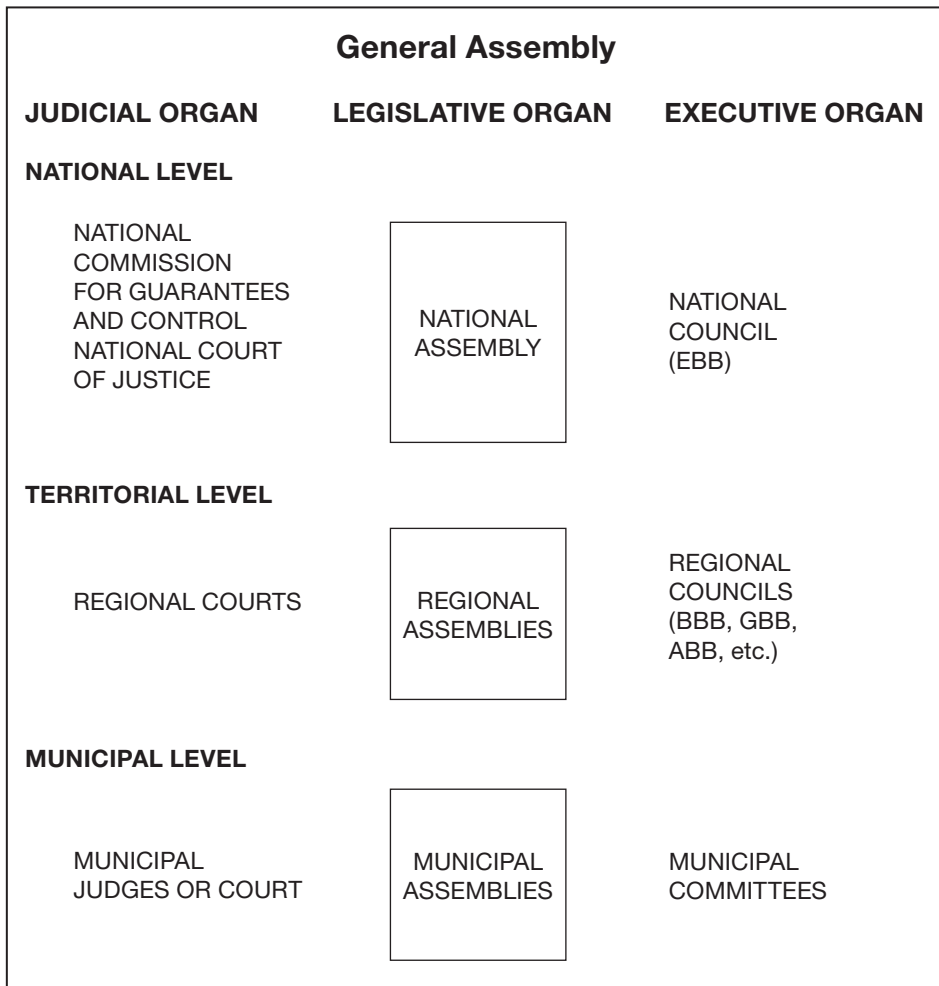 General Assembly
JUDICIAL ORGAN
LEGISLATIVE ORGAN
EXECUTIVE ORGAN
NATIONAL LEVEL
NATIONAL
COMMISSION
FOR GUARANTEES
AND CONTROL
NATIONAL COURT
OF JUSTICE
NATIONAL
ASSEMBLY
NATIONAL
COUNCIL
(EBB)
TERRITORIAL LEVEL
REGIONAL COURTS
REGIONAL
ASSEMBLIES
REGIONAL
COUNCILS
(BBB, GBB,
ABB, etc.)
MUNICIPAL LEVEL
MUNICIPAL
JUDGES OR COURT
MUNICIPAL
ASSEMBLIES
MUNICIPAL
COMMITTEES